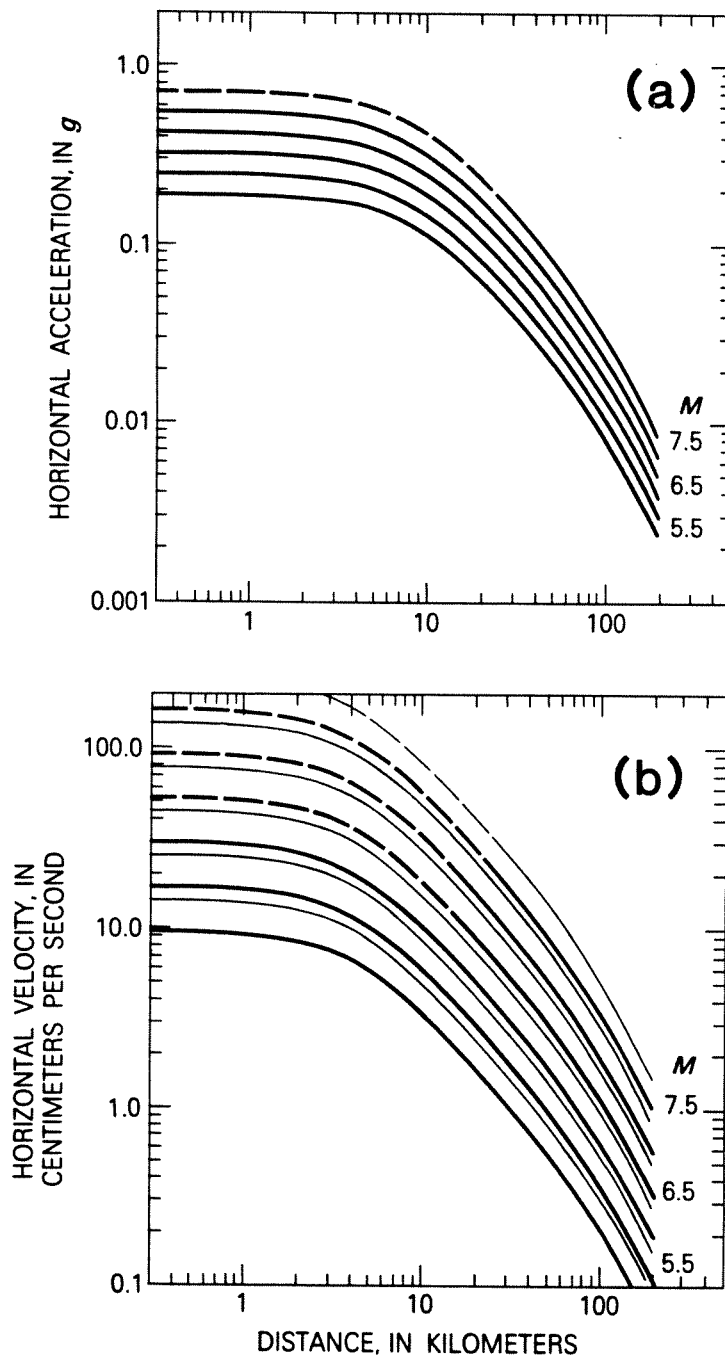 (a)
HORIZONTAL ACCELERATION, IN g
1.0
0.1
0.01
0.001
M
7.5
6.5
5.5
1
10
100
(b)
HORIZONTAL VELOCITY, IN
CENTIMETERS PER SECOND
100.0
10.0
1.0
0.1
M
7.5
6.5
5.5
1
10
100
DISTANCE, IN KILOMETERS